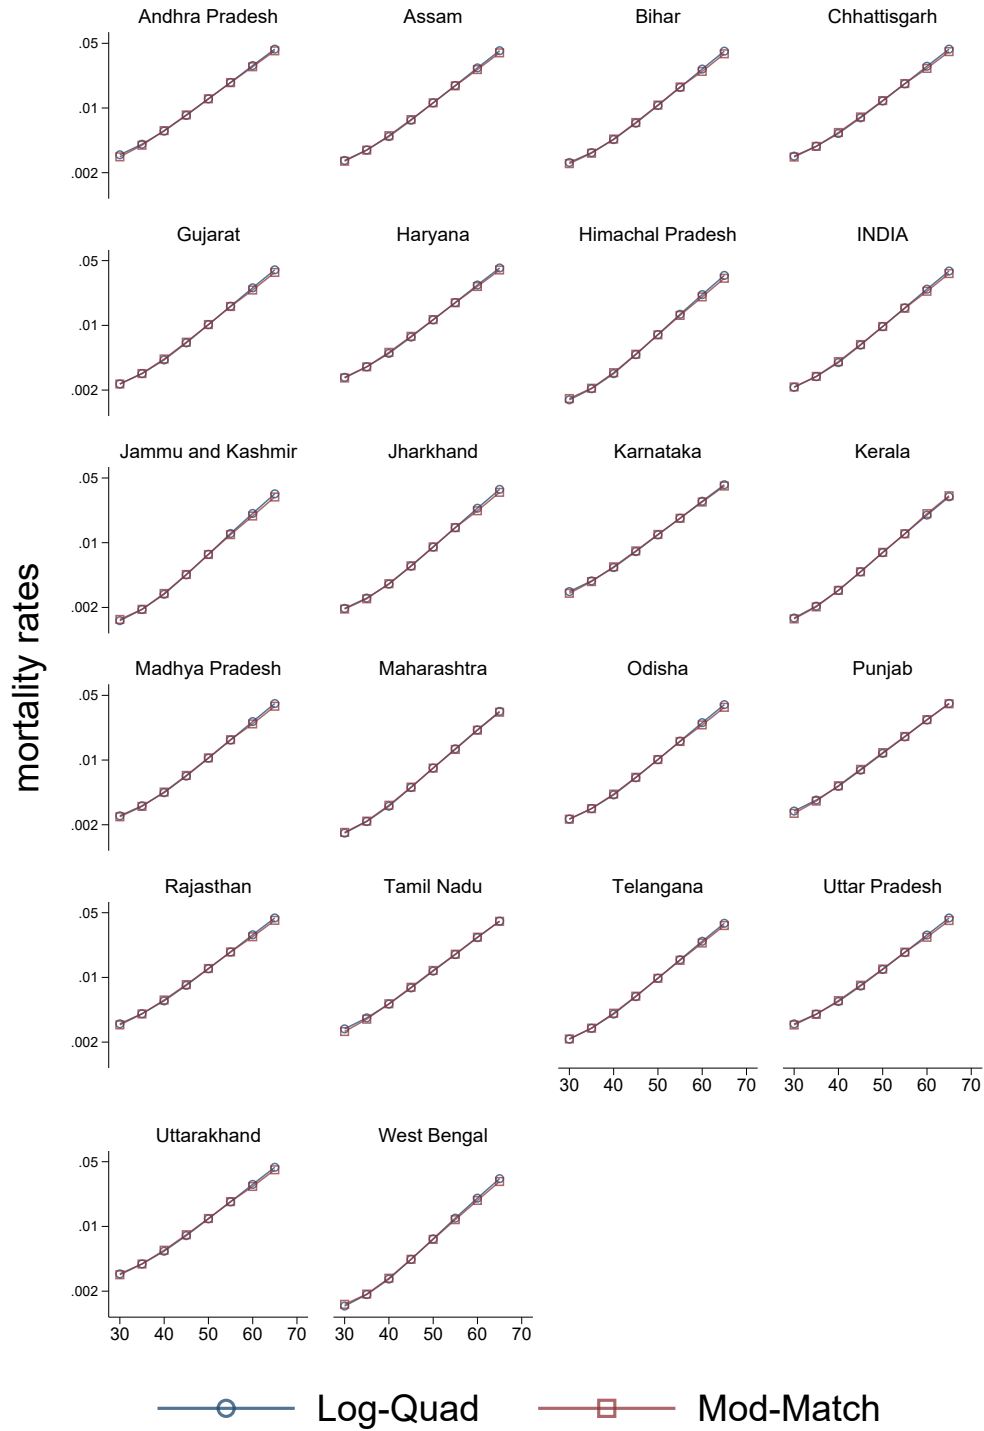 Andhra Pradesh Assam Bihar Chhattisgarh
.05
.01
.002
Gujarat Haryana Himachal Pradesh INDIA
.05
.01
.002
Jammu and Kashmir Jharkhand Karnataka Kerala
.05
.01
.002
mortality rates
Madhya Pradesh Maharashtra Odisha Punjab
.05
.01
.002
Rajasthan Tamil Nadu Telangana Uttar Pradesh
.05
.01
.002
30 40 50 60 70 30 40 50 60 70
Uttarakhand West Bengal
.05
.01
.002
30 40 50 60 70 30 40 50 60 70
Log-Quad Mod-Match